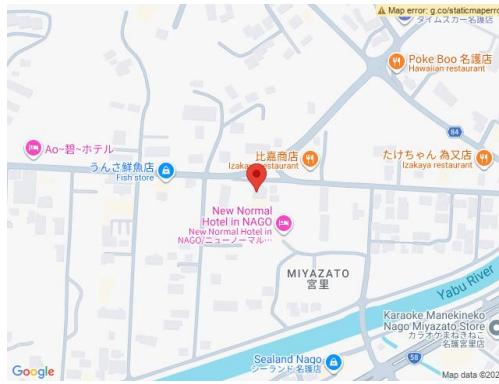 Map error: g.co/staticmaperro
タイムズカー名護店
Poke Boo 名護店
Hawaiian restaurant
84
Ao~碧~ホテル
うんさ鮮魚店
Fish store
比嘉商店
Izakaya restaurant
たけちゃん 為又店
Izakaya restaurant
New Normal
Hotel in NAGO
New Normal Hotel in
NAGO/ニューノーマル…
MIYAZATO
宮里
Yabu River
Karaoke Manekineko
Nago Miyazato Store
カラオケまねきねこ
名護宮里店
58
Sealand Nago
シーランド 名護店
Google
Map data ©202